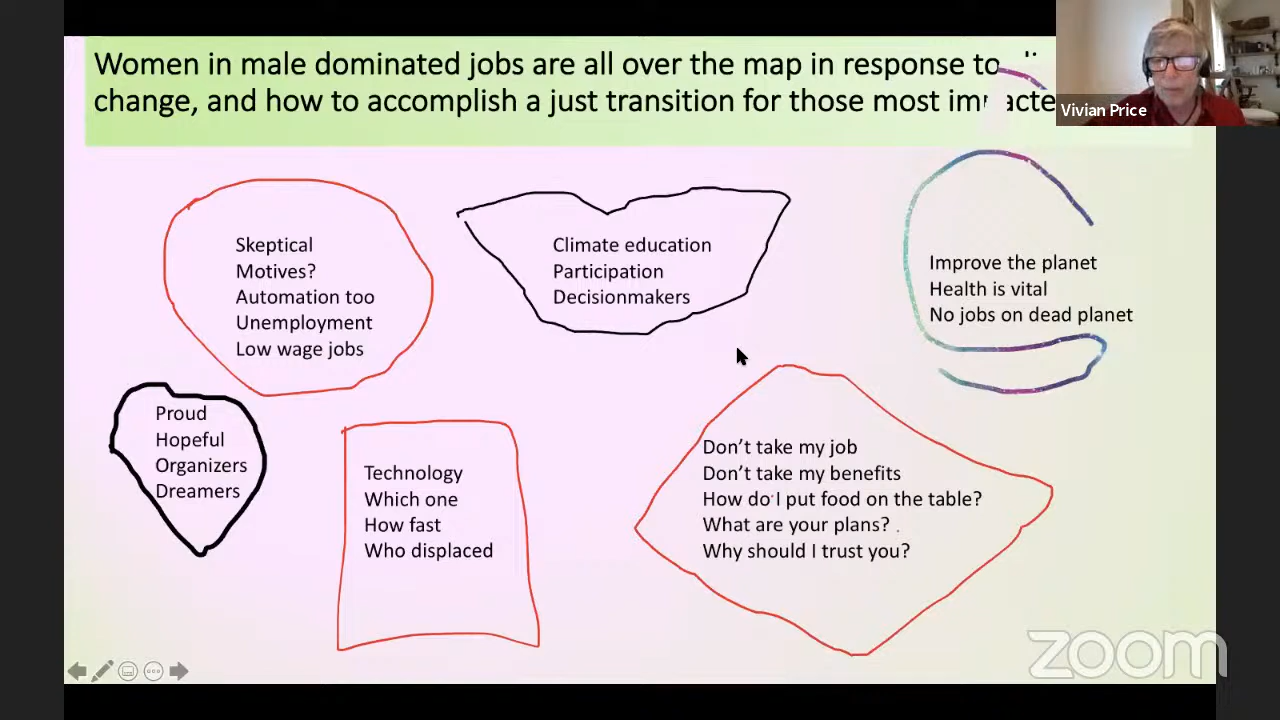 Women in male dominated jobs are all over the map in response to
change, and how to accomplish a just transition for those most
Vivian Price
Skeptical
Motives?
Automation too
Unemployment
Low wage jobs
Climate education
Participation
Decisionmakers
Improve the planet
Health is vital
No jobs on dead planet
Proud
Hopeful
Organizers
Dreamers
Technology
Which one
How fast
Who displaced
Don't take my job
Don't take my benefits
How do I put food on the table?
What are your plans?
Why should I trust you?
zoom